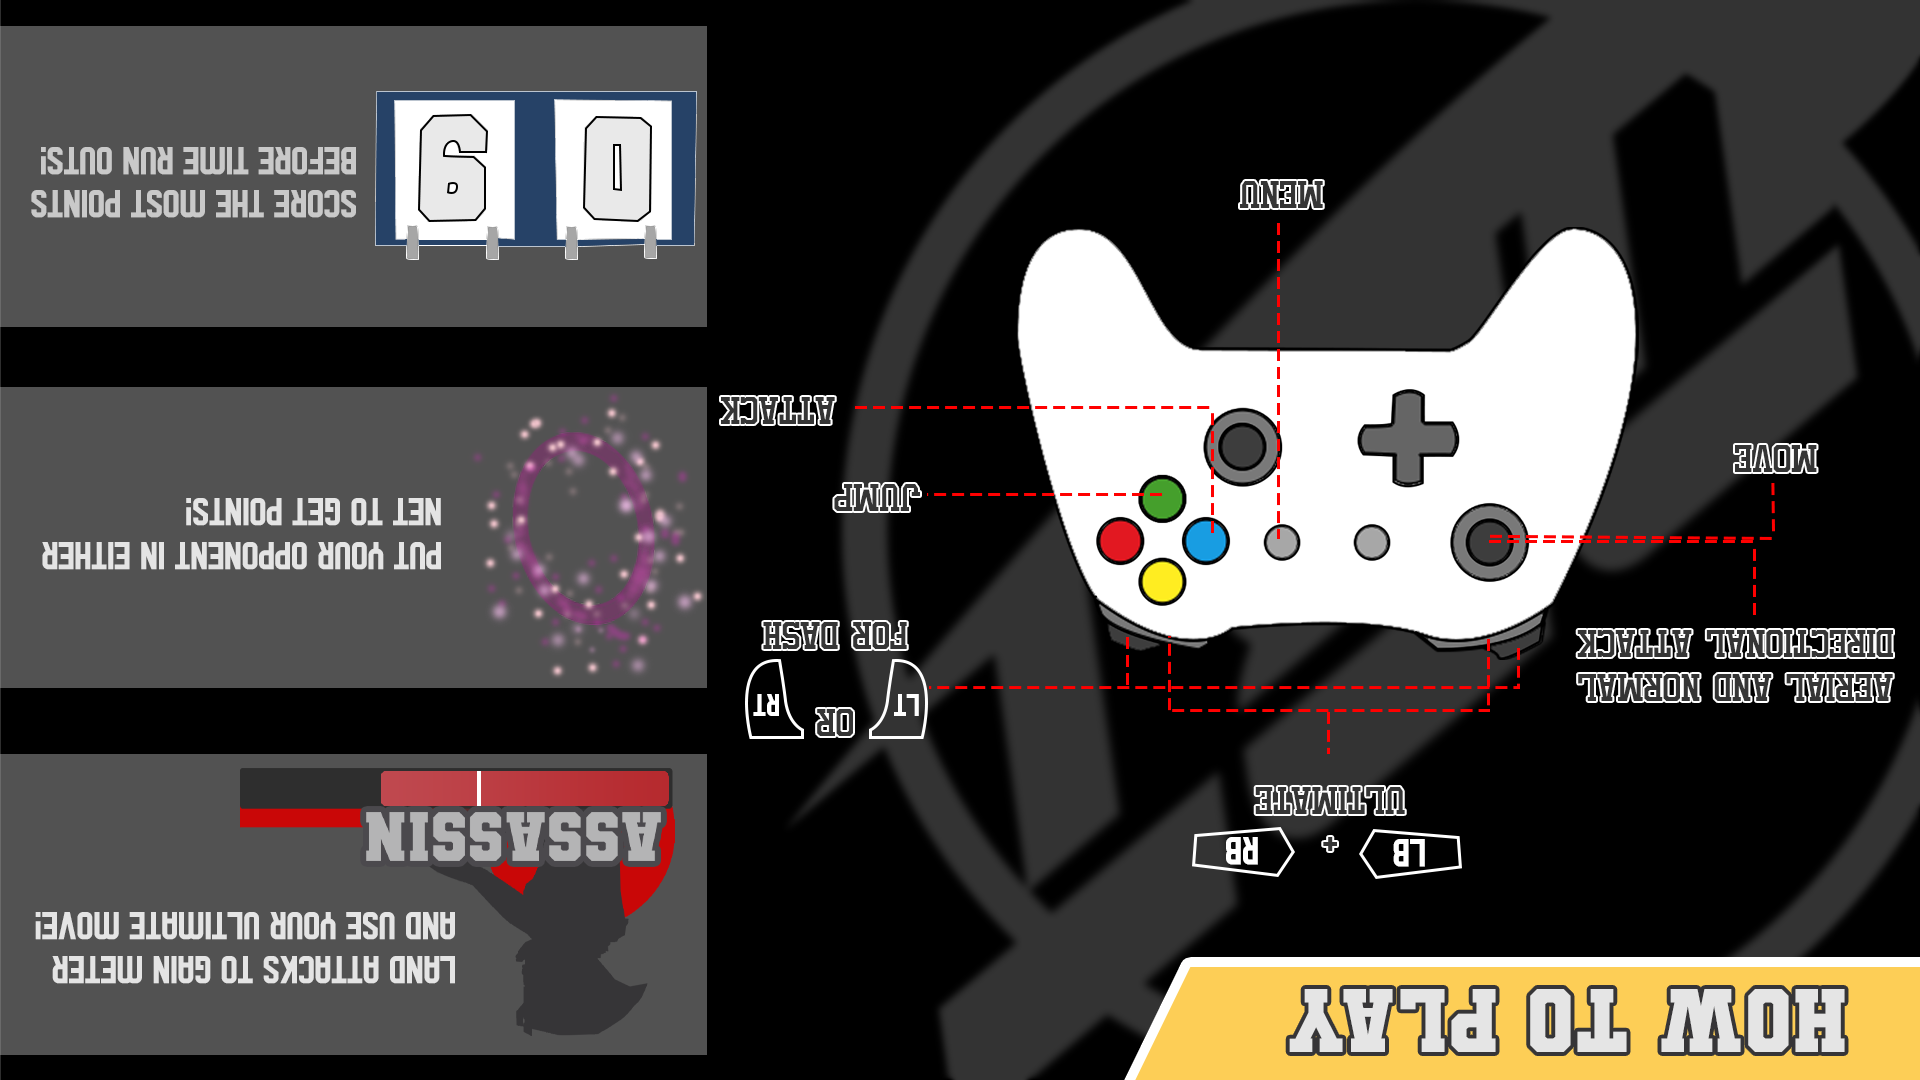 HOW TO PLAY
LB + RB
ULTIMATE
AERIAL AND NORMAL
DIRECTIONAL ATTACK
MOVE
LT OR RT
FOR DASH
JUMP
ATTACK
MENU
LAND ATTACKS TO GAIN METER
AND USE YOUR ULTIMATE MOVE!
ASSASSIN
PUT YOUR OPPONENT IN EITHER
NET TO GET POINTS!
0 9
SCORE THE MOST POINTS
BEFORE TIME RUN OUTS!